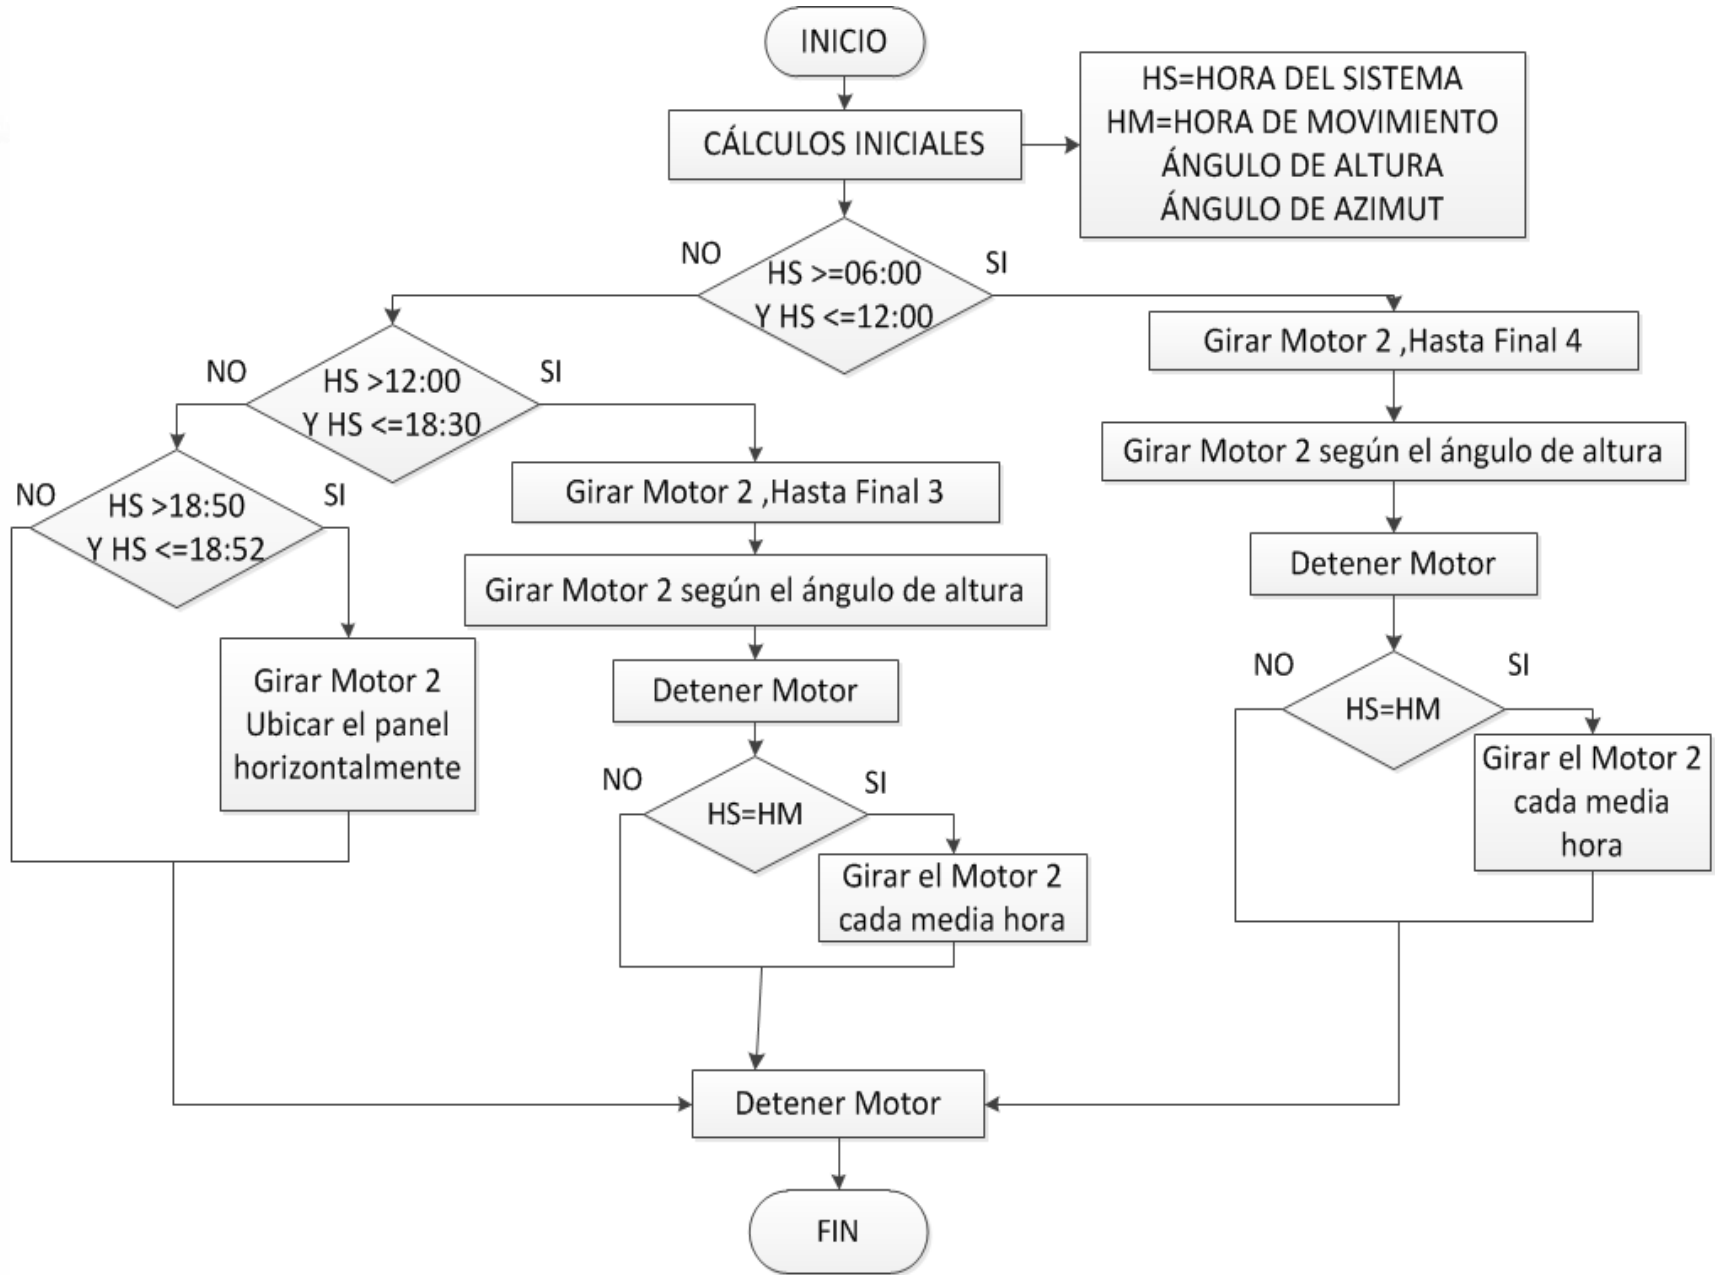 INICIO
CÁLCULOS INICIALES
HS=HORA DEL SISTEMA
HM=HORA DE MOVIMIENTO
ÁNGULO DE ALTURA
ÁNGULO DE AZIMUT
NO
HS >=06:00
Y HS <=12:00
SI
NO
HS >12:00
Y HS <=18:30
SI
Girar Motor 2 ,Hasta Final 4
Girar Motor 2 según el ángulo de altura
Detener Motor
NO
HS=HM
SI
Girar el Motor 2
cada media
hora
NO
HS >18:50
Y HS <=18:52
SI
Girar Motor 2
Ubicar el panel
horizontalmente
Girar Motor 2 ,Hasta Final 3
Girar Motor 2 según el ángulo de altura
Detener Motor
NO
HS=HM
SI
Girar el Motor 2
cada media hora
Detener Motor
FIN